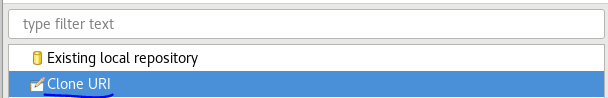 type filter text
Existing local repository
Clone URI